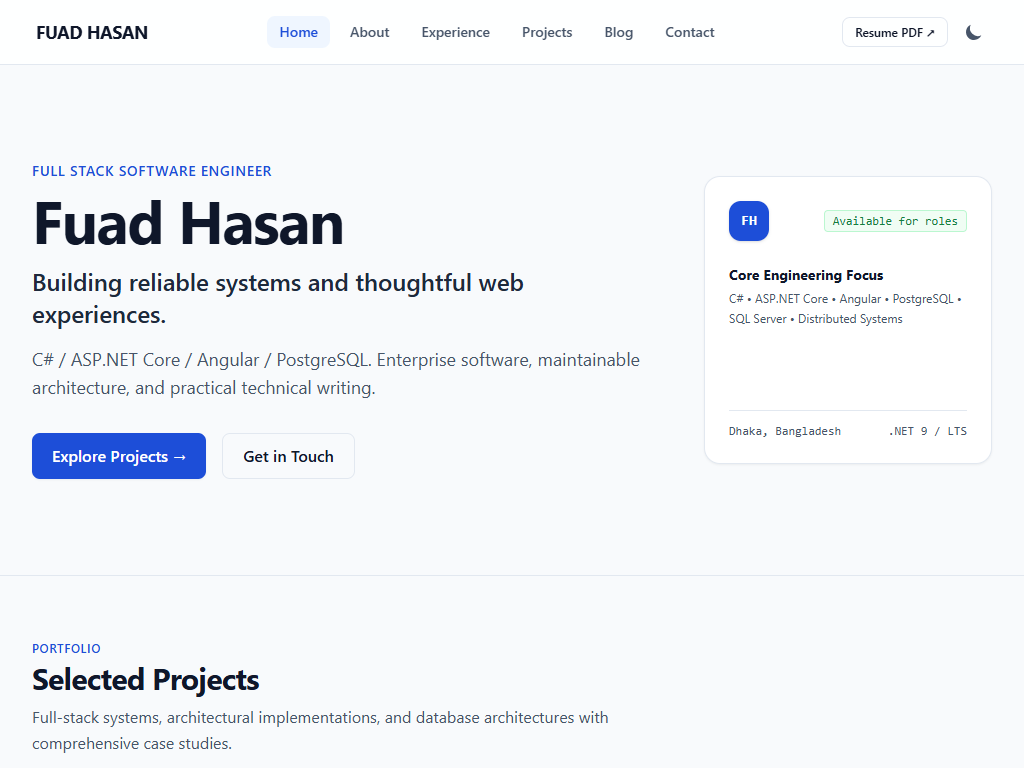 FUAD HASAN
Home
About
Experience
Projects
Blog
Contact
Resume PDF ↗
FULL STACK SOFTWARE ENGINEER
Fuad Hasan
Building reliable systems and thoughtful web
experiences.
C# / ASP.NET Core / Angular / PostgreSQL. Enterprise software, maintainable
architecture, and practical technical writing.
Explore Projects →
Get in Touch
FH
Available for roles
Core Engineering Focus
C# • ASP.NET Core • Angular • PostgreSQL •
SQL Server • Distributed Systems
Dhaka, Bangladesh
.NET 9 / LTS
PORTFOLIO
Selected Projects
Full-stack systems, architectural implementations, and database architectures with
comprehensive case studies.